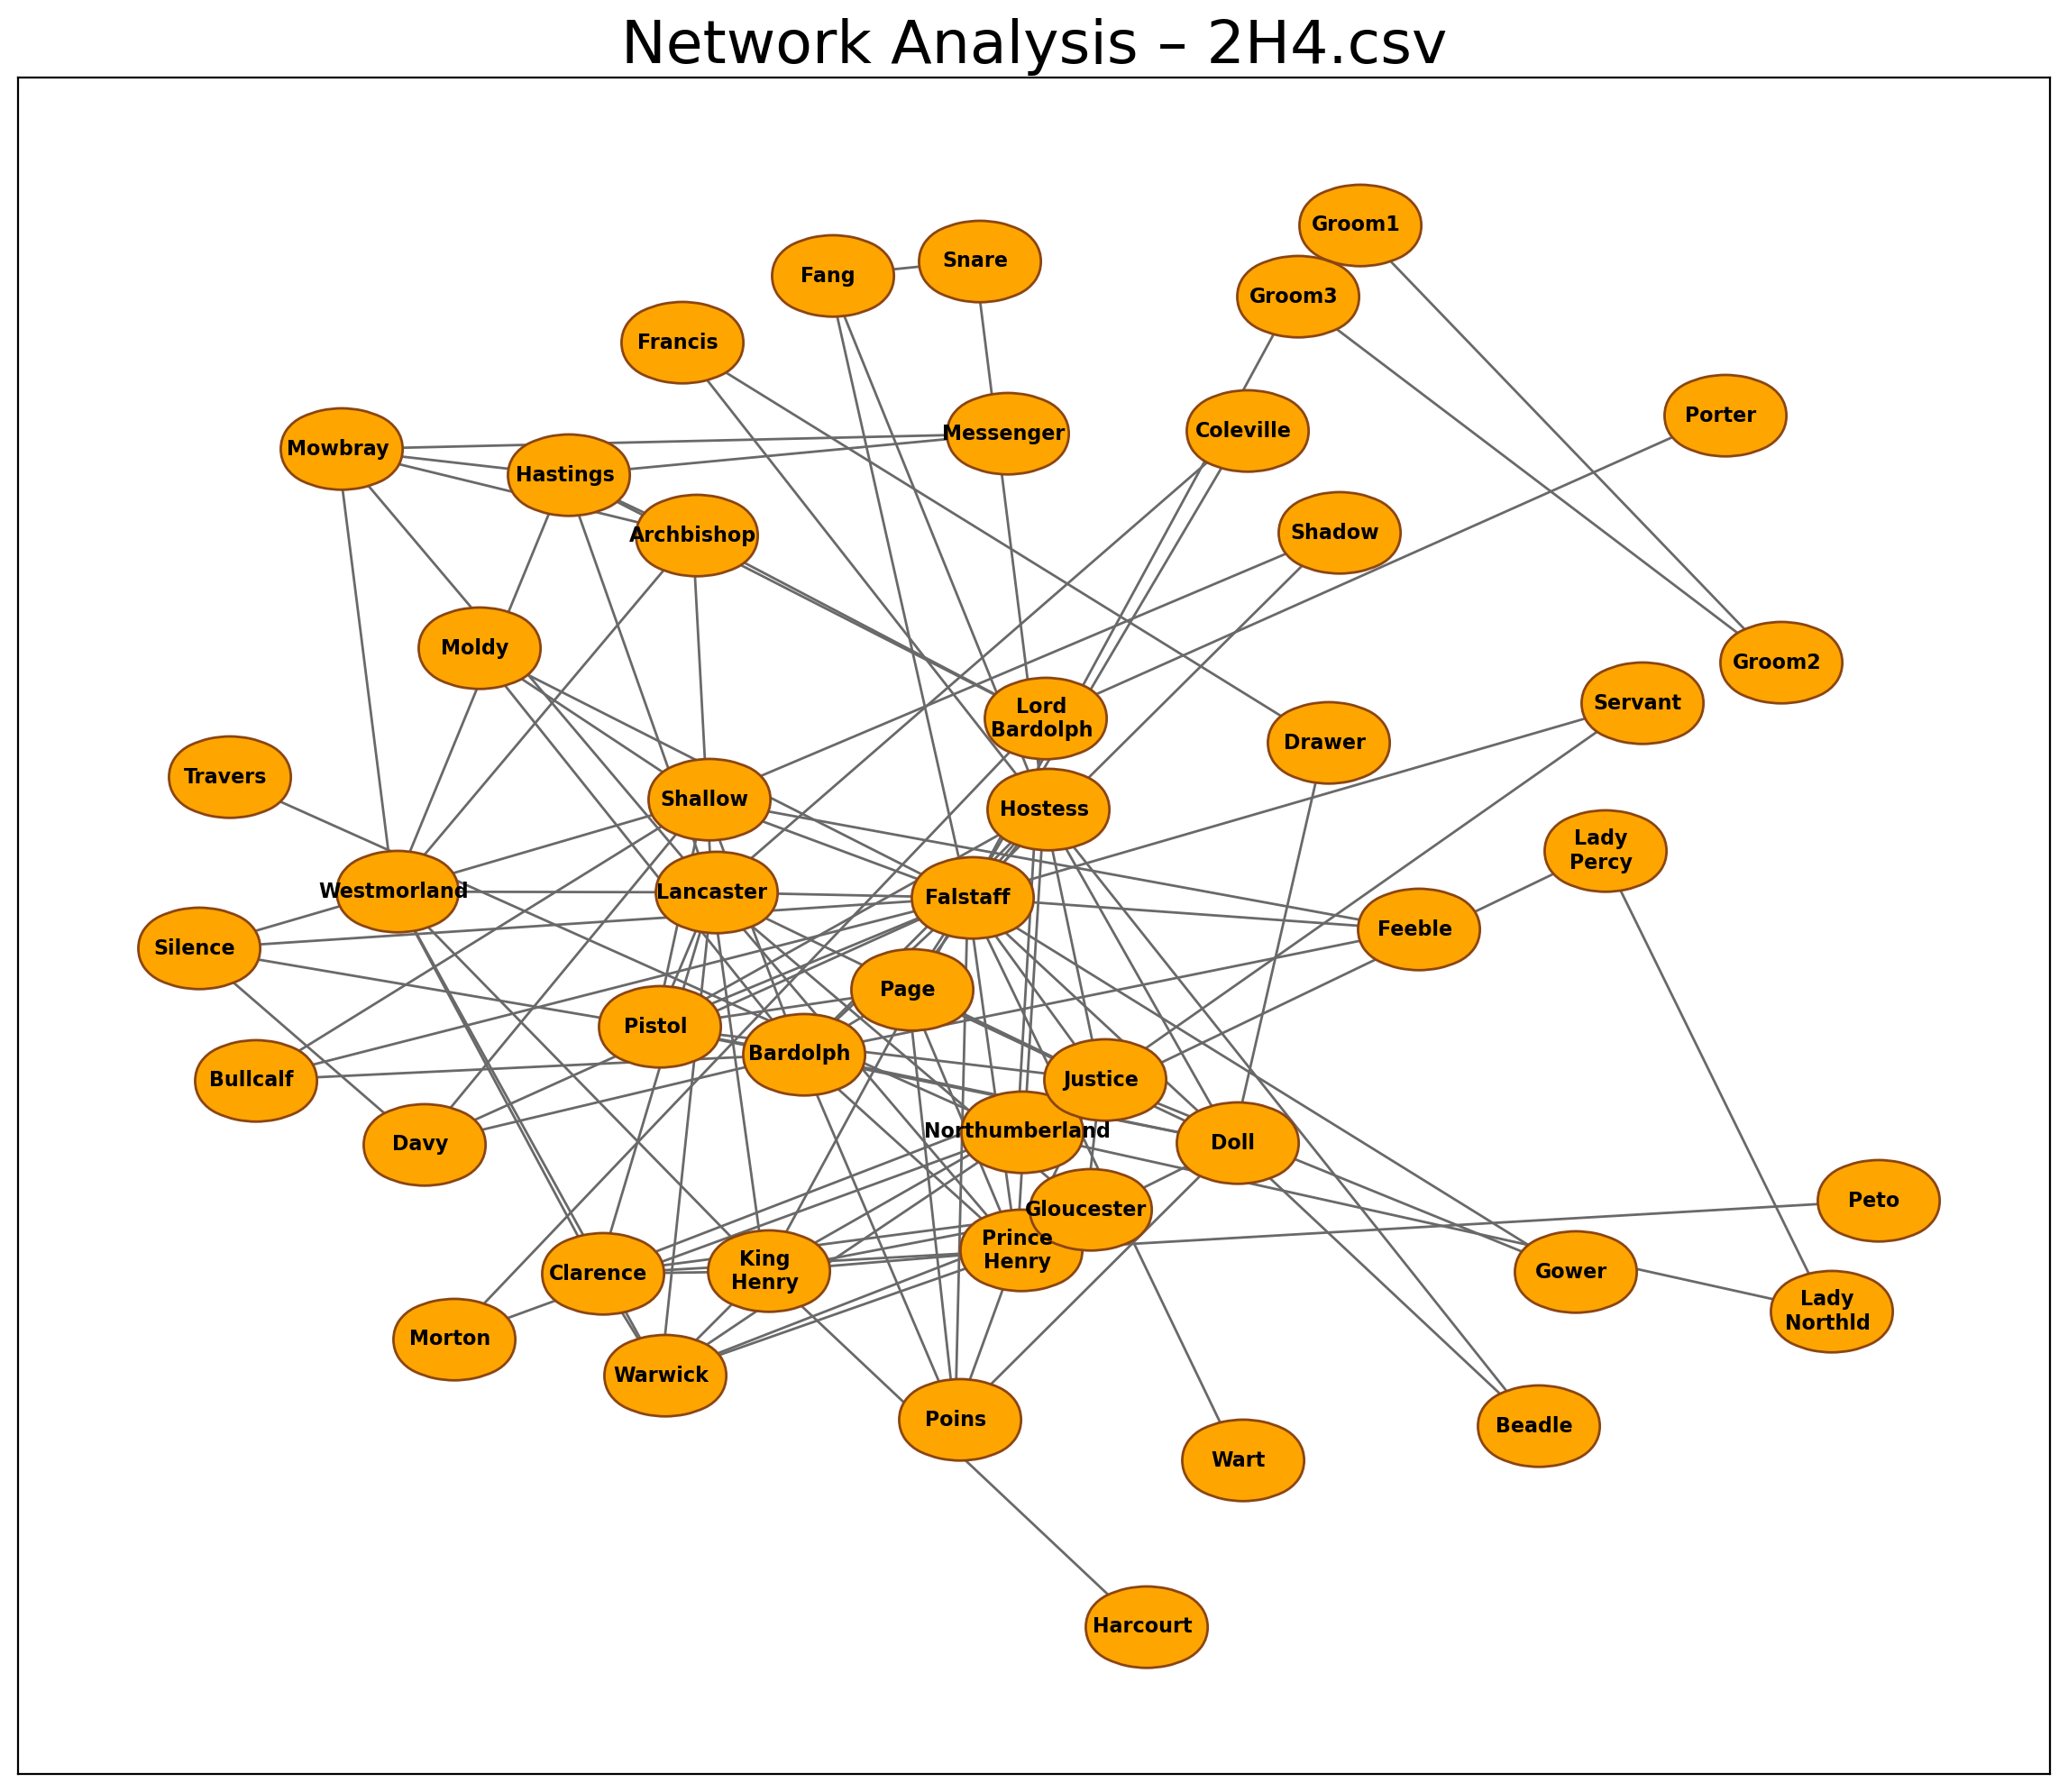 Network Analysis – 2H4.csv
Groom1
Snare
Fang
Groom3
Francis
Porter
Coleville
Messenger
Mowbray
Hastings
Shadow
Archbishop
Moldy
Groom2
Servant
Lord
Bardolph
Drawer
Travers
Shallow
Hostess
Lady
Percy
Westmorland
Lancaster
Falstaff
Feeble
Silence
Page
Pistol
Bardolph
Bullcalf
Justice
Northumberland
Davy
Doll
Peto
Gloucester
Prince
Henry
Clarence
King
Henry
Gower
Lady
Northld
Morton
Warwick
Poins
Beadle
Wart
Harcourt